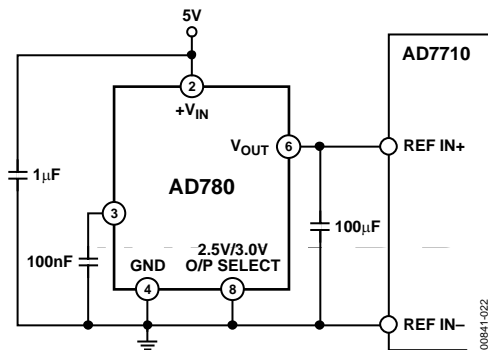 5V
AD7710
2
+VIN
VOUT
6
REF IN+
AD780
1μF
3
100μF
100nF
2.5V/3.0V
GND
O/P SELECT
4
8
REF IN–
00841-022